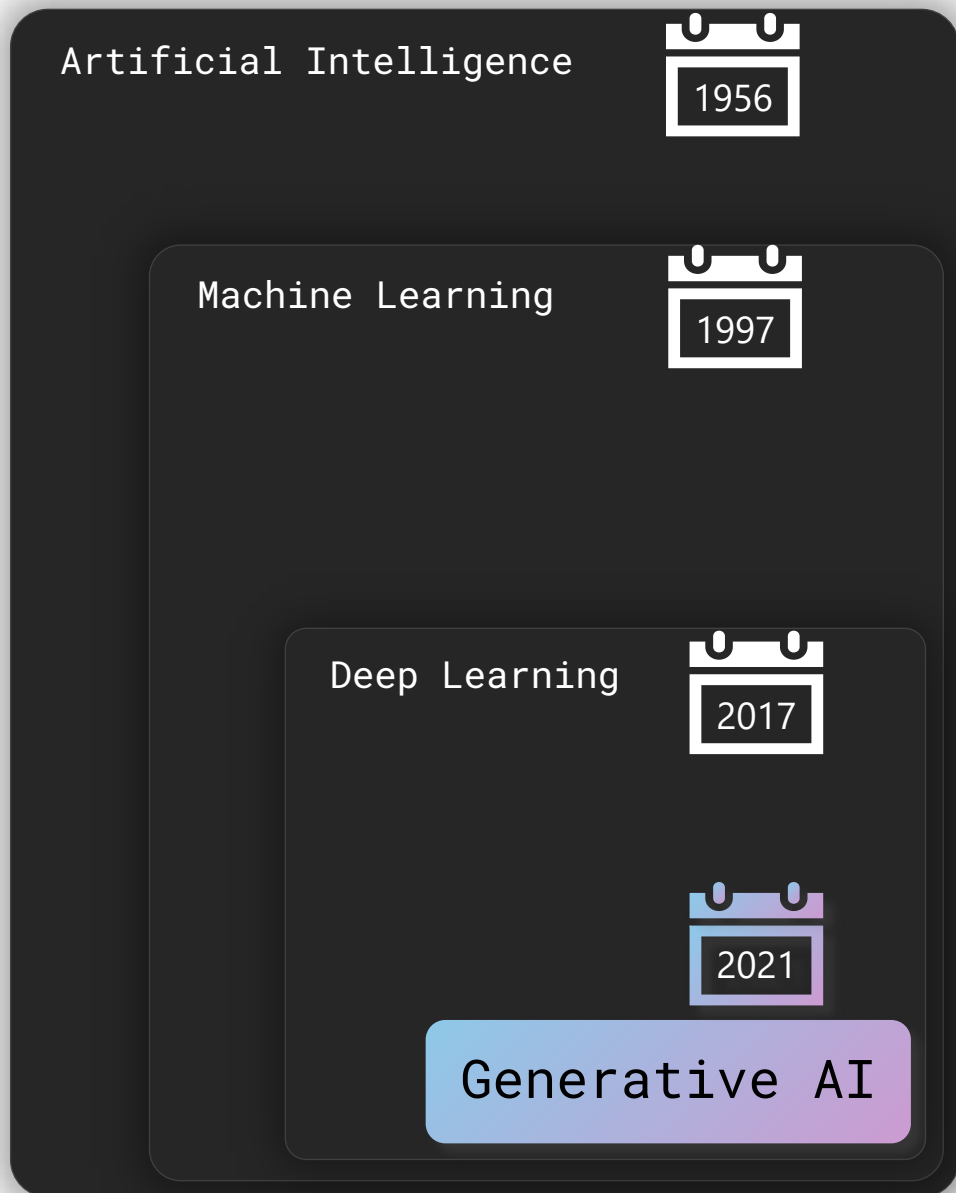 Artificial Intelligence
1956
Machine Learning
1997
Deep Learning
2017
2021
Generative AI